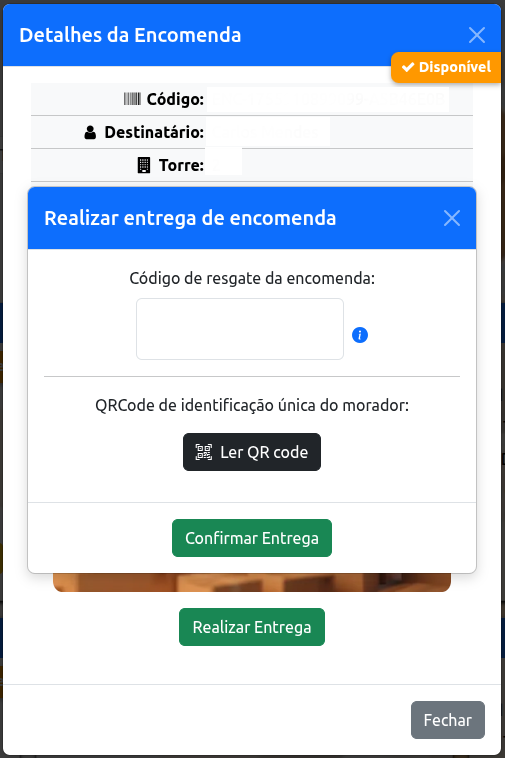 Detalhes da Encomenda
Disponível
Código:
Destinatário:
Torre:
Realizar entrega de encomenda
Código de resgate da encomenda:
QRCode de identificação única do morador:
Ler QR code
Confirmar Entrega
Realizar Entrega
Fechar